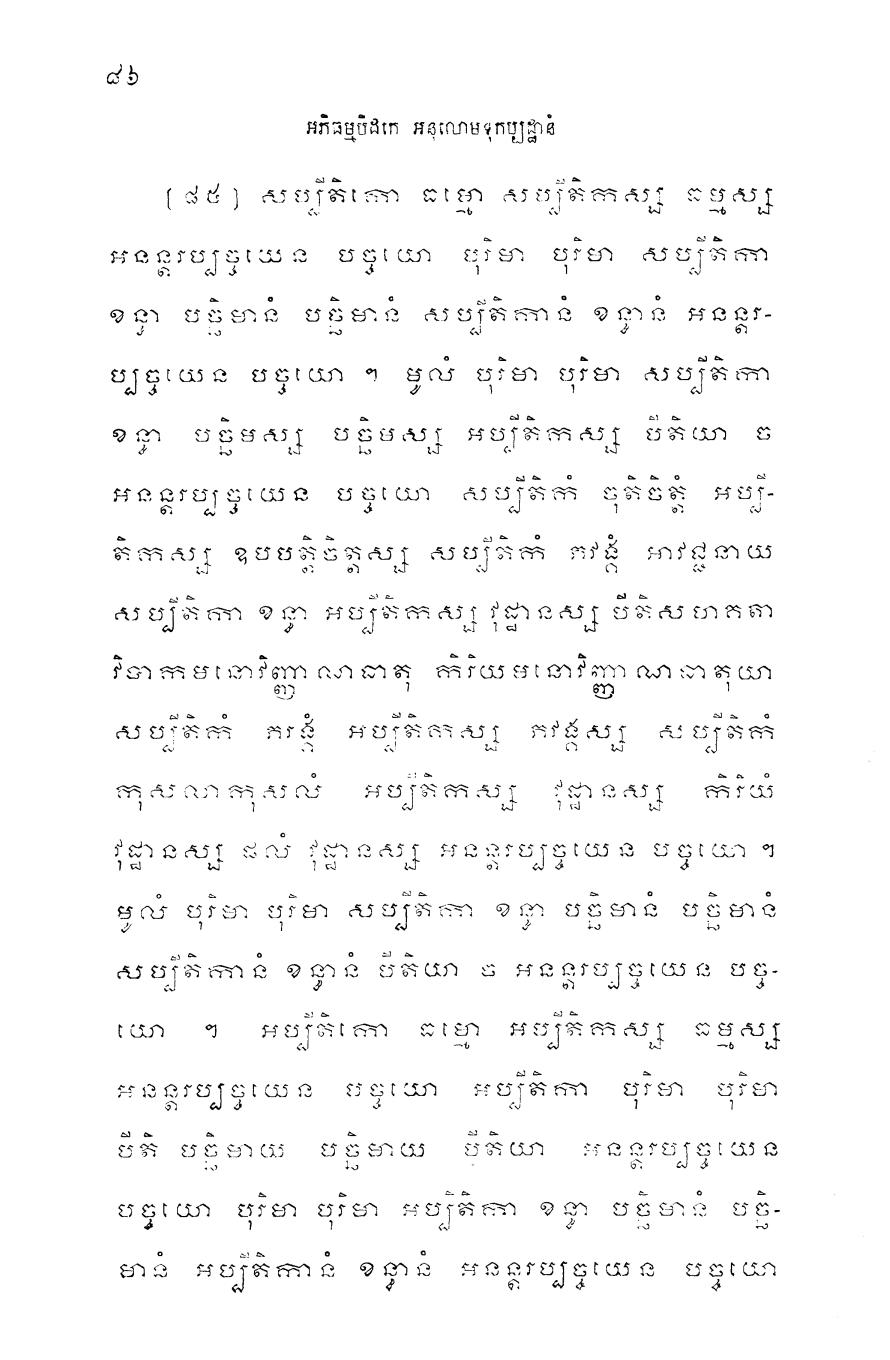 ៨៦
អភិធម្មបិដកេ អនុលោមទុកប្បដ្ឋានំ
[៨៥] សប្បីតិកោ ធម្មោ សប្បីតិកស្ស ធម្មស្ស
អនន្តរប្បច្ចយេន បច្ចយោ បុរិមា បុរិមា សប្បីតិកា
ខន្ធា បច្ឆិមានំ បច្ឆិមានំ សប្បីតិកានំ ខន្ធានំ អនន្តរ-
ប្បច្ចយេន បច្ចយោ ។ មូលំ បុរិមា បុរិមា សប្បីតិកា
ខន្ធា បច្ឆិមស្ស បច្ឆិមស្ស អប្បីតិកស្ស បីតិយា ច
អនន្តរប្បច្ចយេន បច្ចយោ សប្បីតិកំ ចុតិចិត្តំ អប្បី-
តិកស្ស ឧបបត្តិចិត្តស្ស សប្បីតិកំ ភវង្គំ អាវជ្ជនាយ
សប្បីតិកា ខន្ធា អប្បីតិកស្ស វុដ្ឋានស្ស បីតិសហគតា
វិបាកមនោវិញ្ញាណធាតុ កិរិយមនោវិញ្ញាណធាតុយា
សប្បីតិកំ ភវង្គំ អប្បីតិកស្ស ភវង្គស្ស សប្បីតិកំ
កុសលាកុសលំ អប្បីតិកស្ស វុដ្ឋានស្ស កិរិយំ
វុដ្ឋានស្ស ផលំ វុដ្ឋានស្ស អនន្តរប្បច្ចយេន បច្ចយោ ។
មូលំ បុរិមា បុរិមា សប្បីតិកា ខន្ធា បច្ឆិមានំ បច្ឆិមានំ
សប្បីតិកានំ ខន្ធានំ បីតិយា ច អនន្តរប្បច្ចយេន បច្ច-
យោ ។ អប្បីតិកោ ធម្មោ អប្បីតិកស្ស ធម្មស្ស
អនន្តរប្បច្ចយេន បច្ចយោ អប្បីតិកា បុរិមា បុរិមា
បីតិ បច្ឆិមាយ បច្ឆិមាយ បីតិយា អនន្តរប្បច្ចយេន
បច្ចយោ បុរិមា បុរិមា អប្បីតិកា ខន្ធា បច្ឆិមានំ បច្ឆិ-
មានំ អប្បីតិកានំ ខន្ធានំ អនន្តរប្បច្ចយេន បច្ចយោ